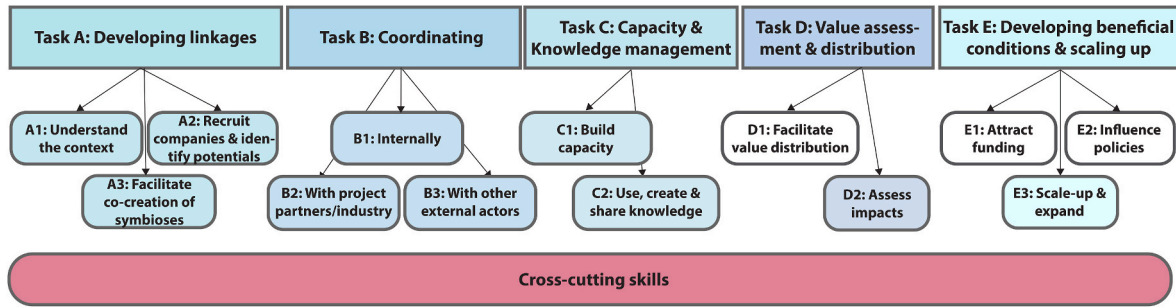 Task A: Developing linkages
Task B: Coordinating
Task C: Capacity &
Knowledge management
Task D: Value assess-
ment & distribution
Task E: Developing beneficial
conditions & scaling up
A1: Understand
the context
A2: Recruit
companies & iden-
tify potentials
A3: Facilitate
co-creation of
symbioses
B1: Internally
B2: With project
partners/industry
B3: With other
external actors
C1: Build
capacity
C2: Use, create &
share knowledge
D1: Facilitate
value distribution
D2: Assess
impacts
E1: Attract
funding
E2: Influence
policies
E3: Scale-up &
expand
Cross-cutting skills